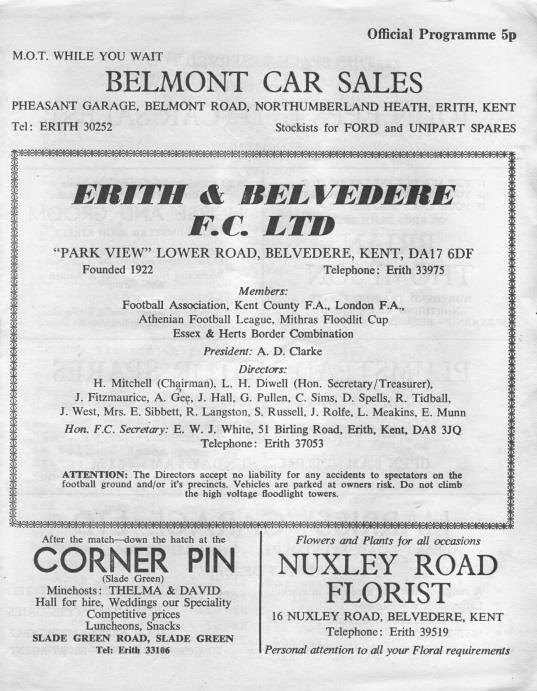 Official Programme 5p
M.O.T. WHILE YOU WAIT
BELMONT CAR SALES
PHEASANT GARAGE, BELMONT ROAD, NORTHUMBERLAND HEATH, ERITH, KENT
Tel: ERITH 30252 Stockists for FORD and UNIPART SPARES
ERITH & BELVEDERE
F.C. LTD
"PARK VIEW" LOWER ROAD, BELVEDERE, KENT, DA17 6DF
Founded 1922 Telephone: Erith 33975
Members:
Football Association, Kent County F.A., London F.A.,
Athenian Football League, Mithras Floodlit Cup
Essex & Herts Border Combination
President: A. D. Clarke
Directors:
H. Mitchell (Chairman), L. H. Diwell (Hon. Secretary/Treasurer),
J. Fitzmaurice, A. Gee, J. Hall, G. Pullen, C. Sims, D. Spells, R. Tidball,
J. West, Mrs. E. Sibbett, R. Langston, S. Russell, J. Rolfe, L. Meakins, E. Munn
Hon. F.C. Secretary: E. W. J. White, 51 Birling Road, Erith, Kent, DA8 3JQ
Telephone: Erith 37053
ATTENTION: The Directors accept no liability for any accidents to spectators on the
football ground and/or it's precincts. Vehicles are parked at owners risk. Do not climb
the high voltage floodlight towers.
After the match—down the hatch at the
CORNER PIN
(Slade Green)
Minehosts: THELMA & DAVID
Hall for hire, Weddings our Speciality
Competitive prices
Luncheons, Snacks
SLADE GREEN ROAD, SLADE GREEN
Tel: Erith 33106
Flowers and Plants for all occasions
NUXLEY ROAD
FLORIST
16 NUXLEY ROAD, BELVEDERE, KENT
Telephone: Erith 39519
Personal attention to all your Floral requirements